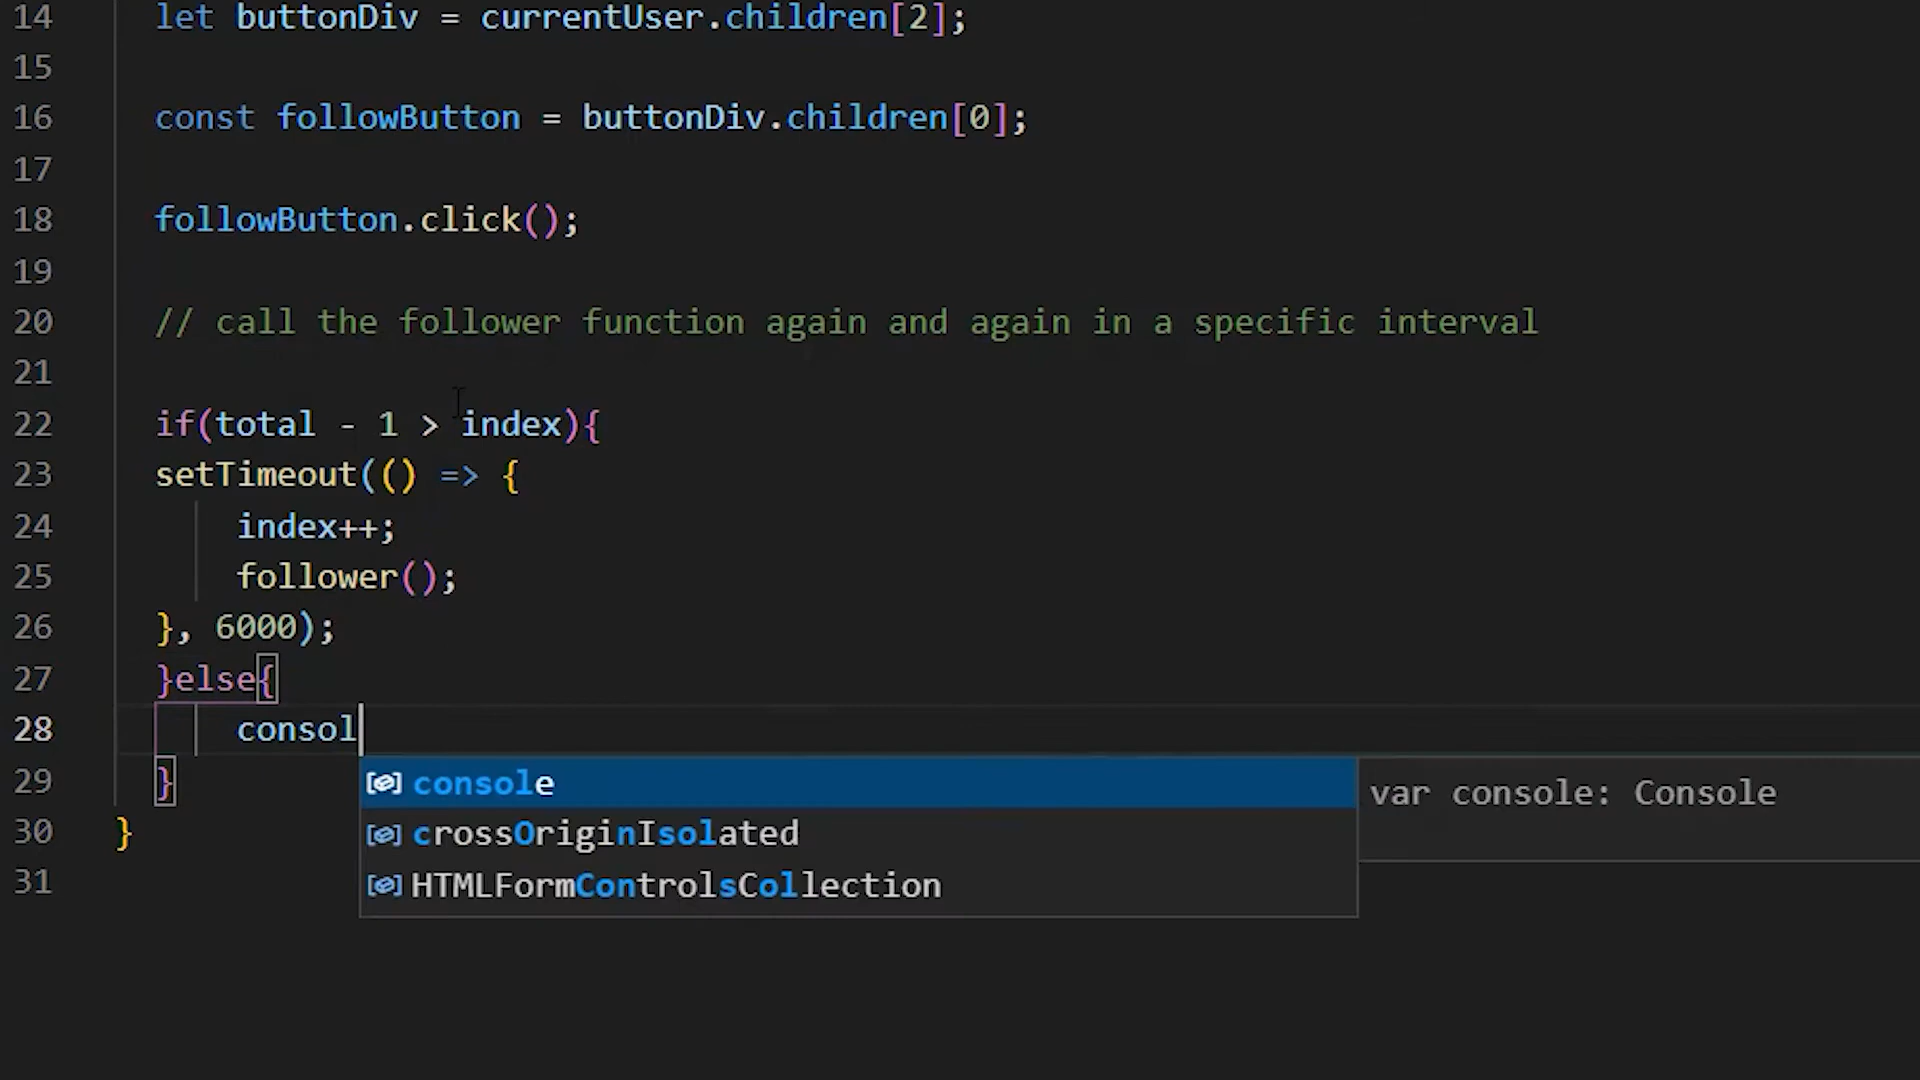 14 let buttonDiv = currentUser.children[2];
15
16 const followButton = buttonDiv.children[0];
17
18 followButton.click();
19
20 // call the follower function again and again in a specific interval
21
22 if(total - 1 > index){
23 setTimeout(() => {
24 index++;
25 follower();
26 }, 6000);
27 }else{
28 consol
29 }
console var console: Console
crossOriginIsolated
30 }
31
HTMLFormControlsCollection